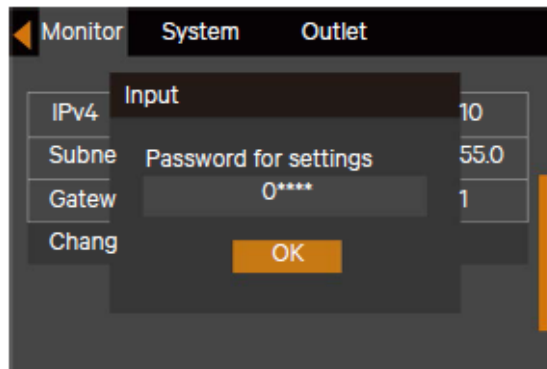 Monitor System Outlet
Input
IPv4 10
Subne 55.0
Password for settings
Gatew 1
0****
Chang
OK